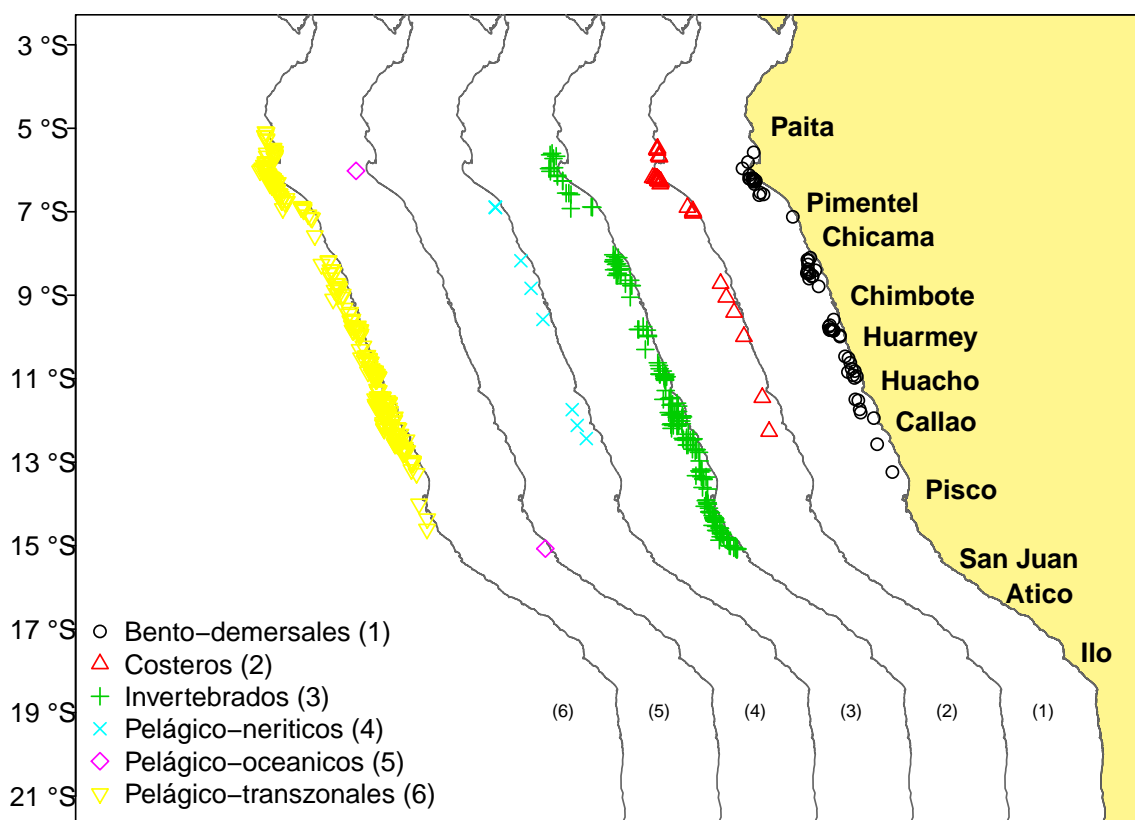 3 °S
5 °S
7 °S
9 °S
11 °S
13 °S
15 °S
17 °S
19 °S
21 °S
Paita
Pimentel
Chicama
Chimbote
Huarmey
Huacho
Callao
Pisco
San Juan
Atico
Ilo
Bento−demersales (1)
Costeros (2)
Invertebrados (3)
Pelágico−neriticos (4)
Pelágico−oceanicos (5)
Pelágico−transzonales (6)
(6) (5) (4) (3) (2) (1)